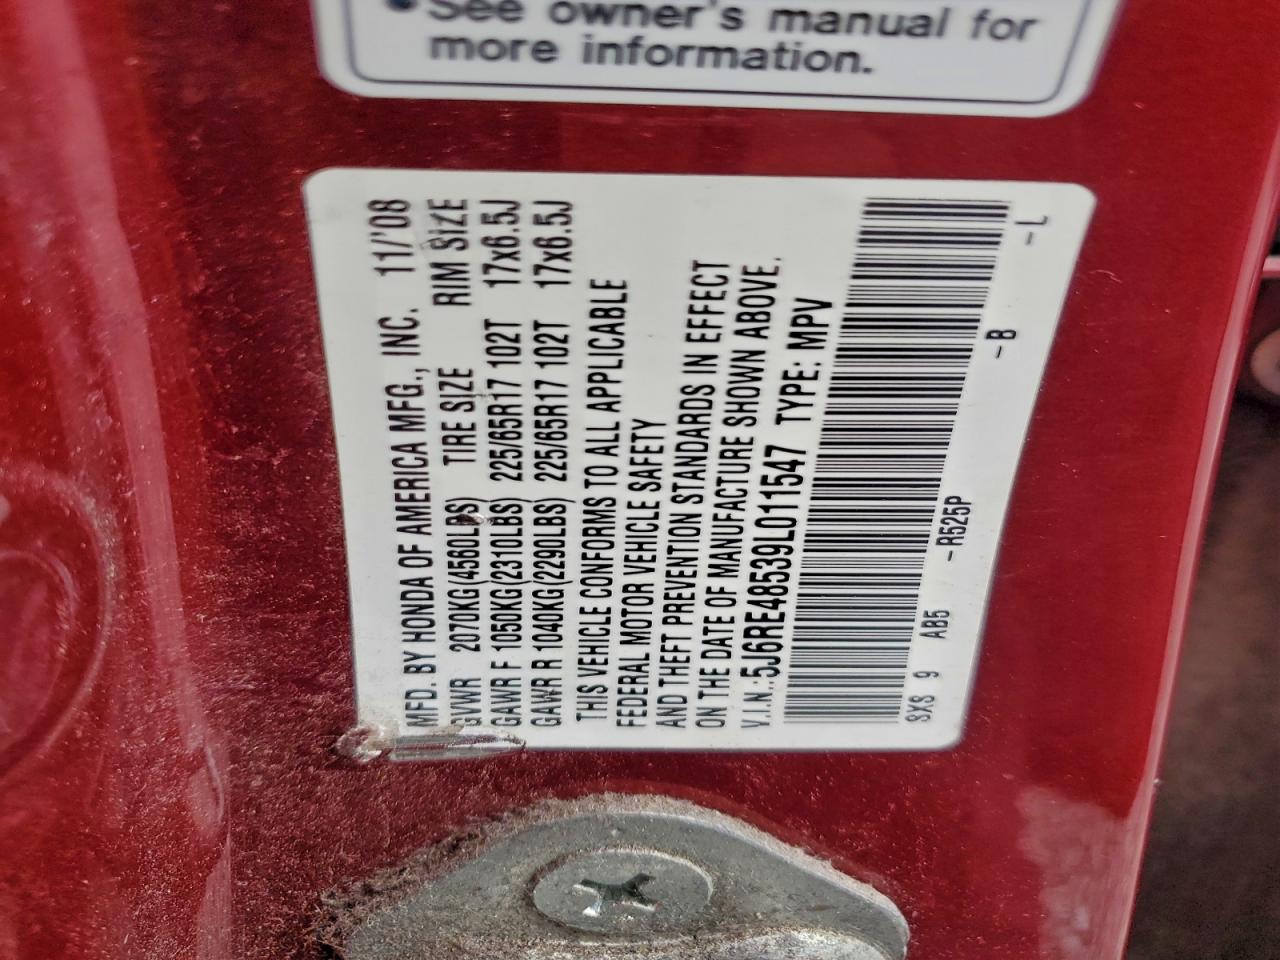 See owner's manual for
more information.
MFD. BY HONDA OF AMERICA MFG., INC. 11/'08
GVWR 2070KG(4560LBS) TIRE SIZE RIM SIZE
GAWR F 1050KG(2310LBS) 225/65R17 102T 17x6.5J
GAWR R 1040KG(2290LBS) 225/65R17 102T 17x6.5J
THIS VEHICLE CONFORMS TO ALL APPLICABLE
FEDERAL MOTOR VEHICLE SAFETY
AND THEFT PREVENTION STANDARDS IN EFFECT
ON THE DATE OF MANUFACTURE SHOWN ABOVE.
V.I.N.:5J6RE48539L011547 TYPE: MPV
SXS 9 AB5 -R525P -B -L